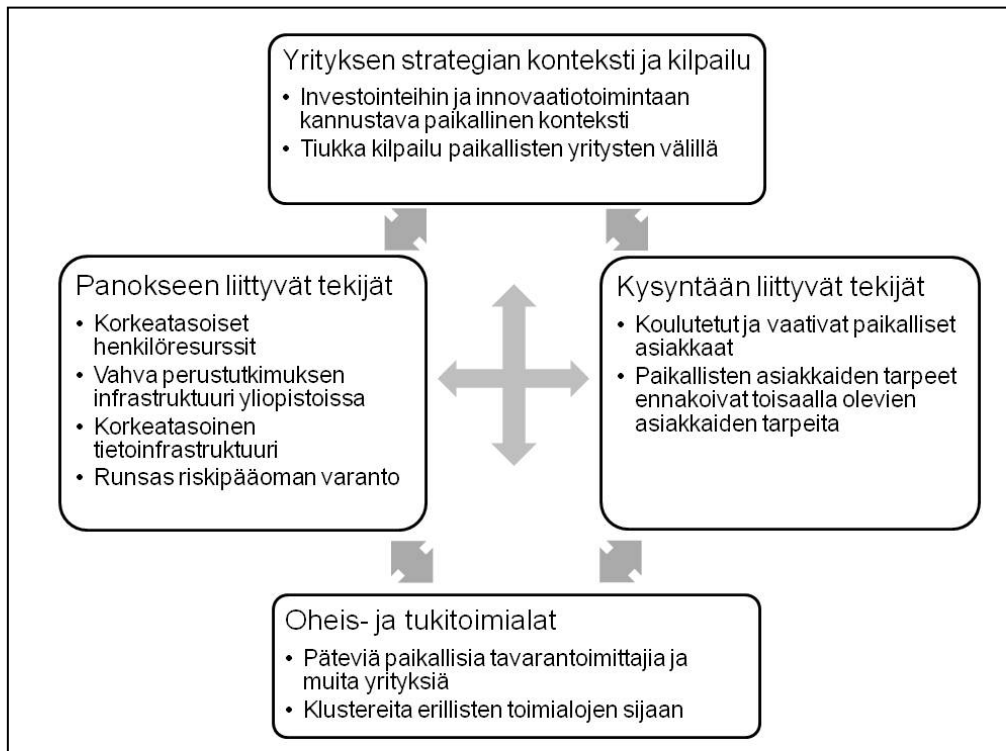 Yrityksen strategian konteksti ja kilpailu
• Investointeihin ja innovaatiotoimintaan
kannustava paikallinen konteksti
• Tiukka kilpailu paikallisten yritysten välillä
Panokseen liittyvät tekijät
• Korkeatasoiset
henkilöresurssit
• Vahva perustutkimuksen
infrastruktuuri yliopistoissa
• Korkeatasoinen
tietoinfrastruktuuri
• Runsas riskipääoman varanto
Kysyntään liittyvät tekijät
• Koulutetut ja vaativat paikalliset
asiakkaat
• Paikallisten asiakkaiden tarpeet
ennakoivat toisaalla olevien
asiakkaiden tarpeita
Oheis- ja tukitoimialat
• Päteviä paikallisia tavarantoimittajia ja
muita yrityksiä
• Klustereita erillisten toimialojen sijaan